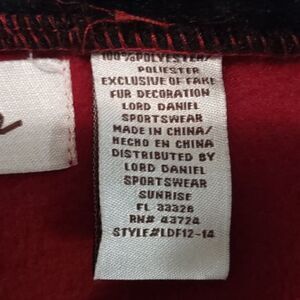 100% POLYESTER/
POLIESTER
EXCLUSIVE OF FAKE
FUR DECORATION
LORD DANIEL
SPORTSWEAR
MADE IN CHINA/
HECHO EN CHINA
DISTRIBUTED BY
LORD DANIEL
SPORTSWEAR
SUNRISE
FL 33326
RN# 43724
STYLE#LDF12-14